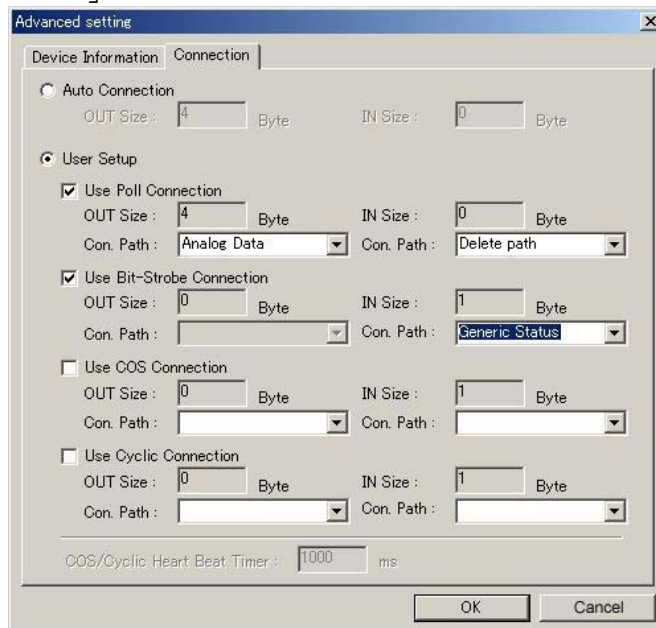 Advanced setting
Device Information Connection
Auto Connection
OUT Size : 4 Byte IN Size : 0 Byte
User Setup
Use Poll Connection
OUT Size : 4 Byte IN Size : 0 Byte
Con. Path : Analog Data Con. Path : Delete path
Use Bit-Strobe Connection
OUT Size : 0 Byte IN Size : 1 Byte
Con. Path : Con. Path : Generic Status
Use COS Connection
OUT Size : 0 Byte IN Size : 1 Byte
Con. Path : Con. Path :
Use Cyclic Connection
OUT Size : 0 Byte IN Size : 1 Byte
Con. Path : Con. Path :
COS/Cyclic Heart Beat Timer : 1000 ms
OK Cancel